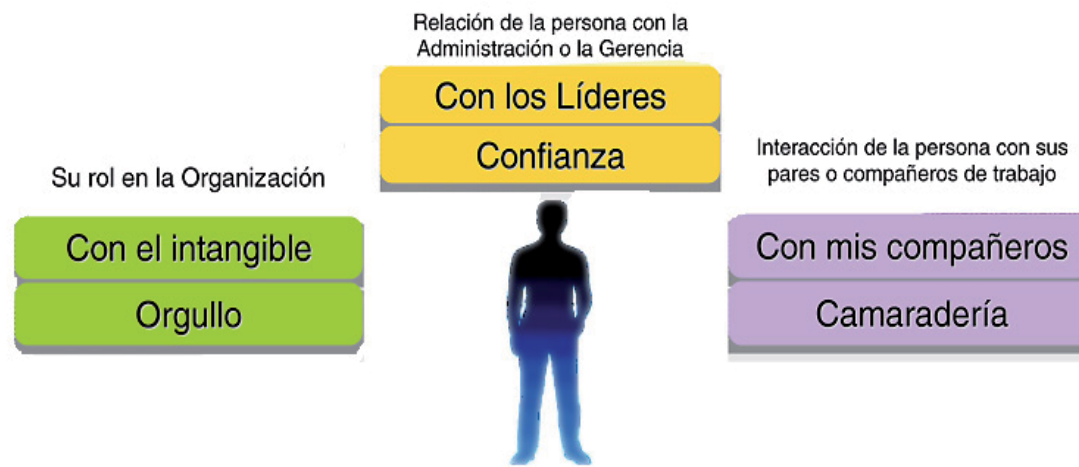 Relación de la persona con la
Administración o la Gerencia
Con los Líderes
Confianza
Su rol en la Organización
Con el intangible
Orgullo
Interacción de la persona con sus
pares o compañeros de trabajo
Con mis compañeros
Camaradería